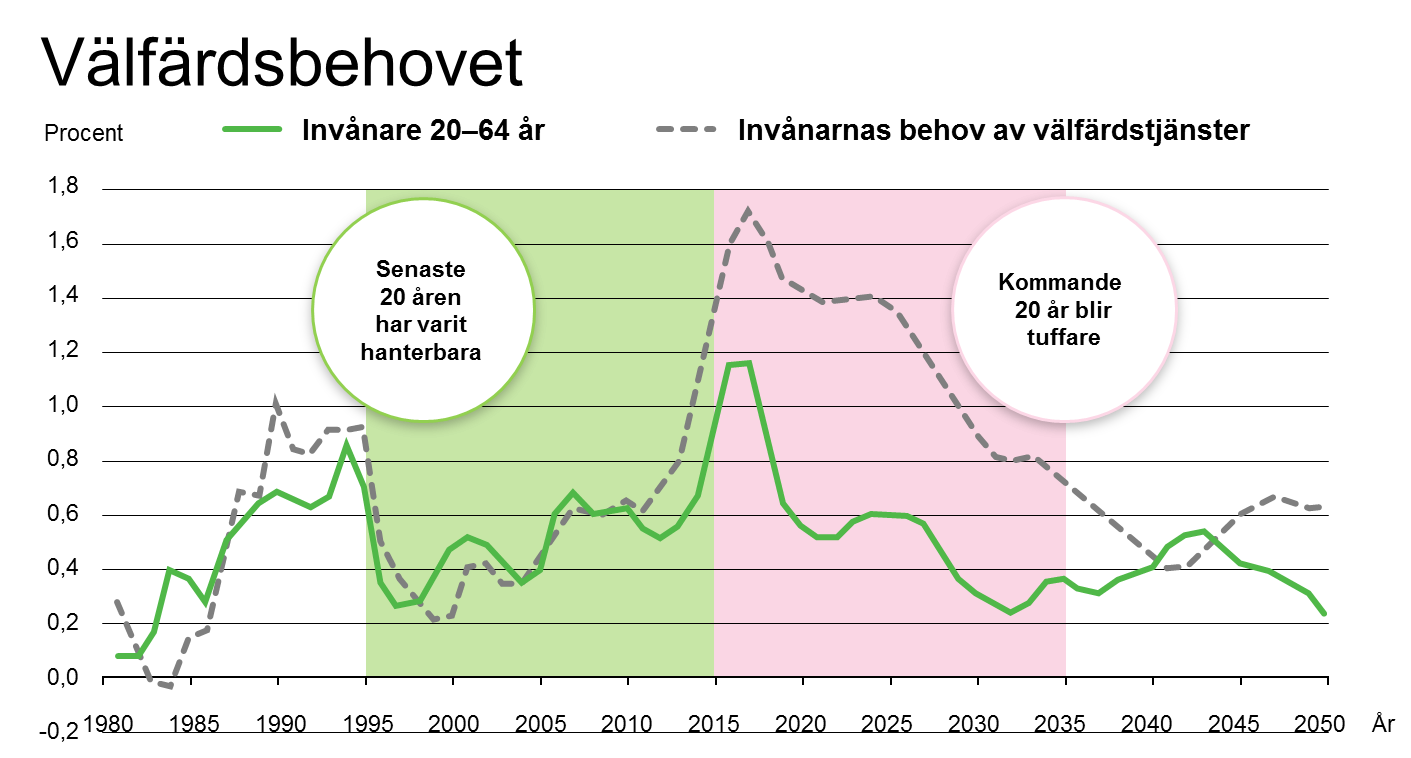 Välfärdsbehovet
Procent
Invånare 20–64 år
Invånarnas behov av välfärdstjänster
1,8
1,6
1,4
1,2
1,0
0,8
0,6
0,4
0,2
0,0
-0,2
Senaste
20 åren
har varit
hanterbara
Kommande
20 år blir
tuffare
1980 1985 1990 1995 2000 2005 2010 2015 2020 2025 2030 2035 2040 2045 2050 År